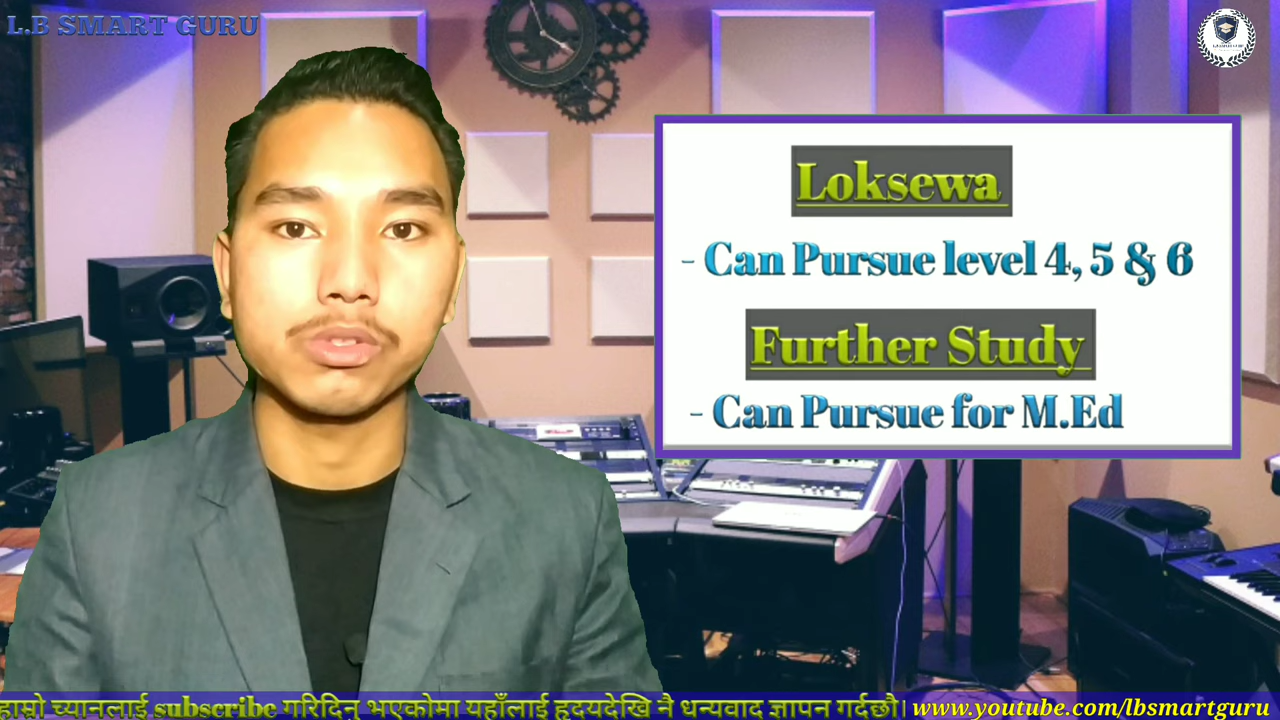 L.B SMART GURU
Loksewa
- Can Pursue level 4, 5 & 6
Further Study
- Can Pursue for M.Ed
हाम्रो च्यानलाई subscribe गरिदिनु भएकोमा यहाँलाई हृदयदेखि नै धन्यवाद ज्ञापन गर्दछौ। www.youtube.com/lbsmartguru